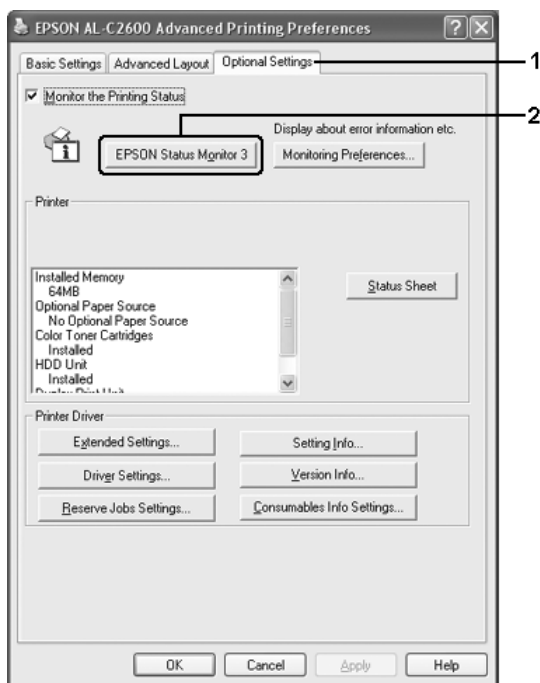 EPSON AL-C2600 Advanced Printing Preferences
Basic Settings Advanced Layout Optional Settings 1
Monitor the Printing Status
2
Display about error information etc.
EPSON Status Monitor 3 Monitoring Preferences...
Printer
Installed Memory
64MB
Status Sheet
Optional Paper Source
No Optional Paper Source
Color Toner Cartridges
Installed
HDD Unit
Installed
Printer Driver
Extended Settings... Setting Info...
Driver Settings... Version Info...
Reserve Jobs Settings... Consumables Info Settings...
OK Cancel Apply Help